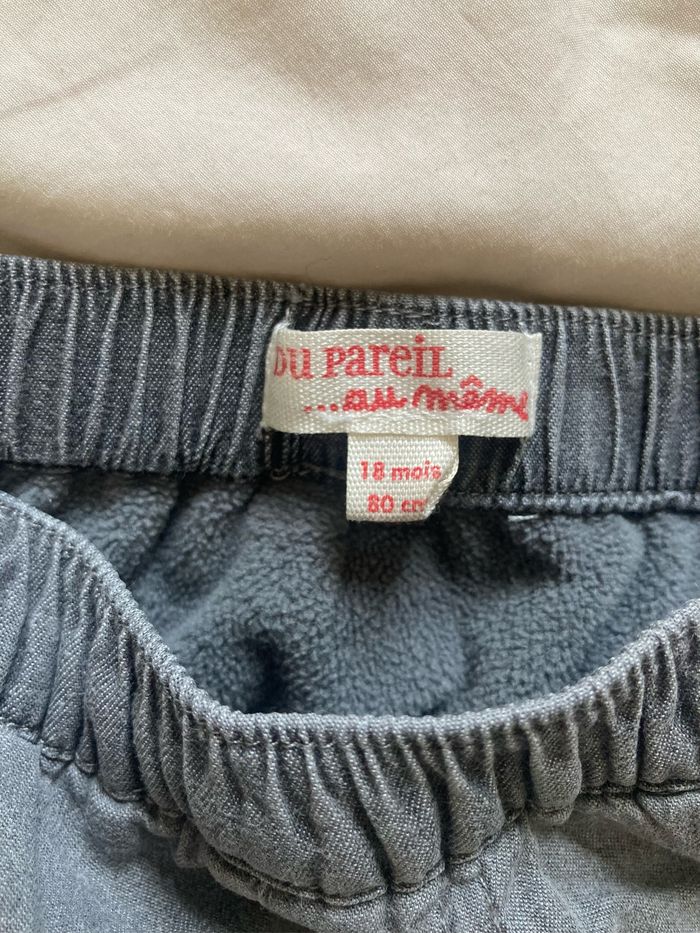 DU PAREIL
...au même
18 mois
80 cm